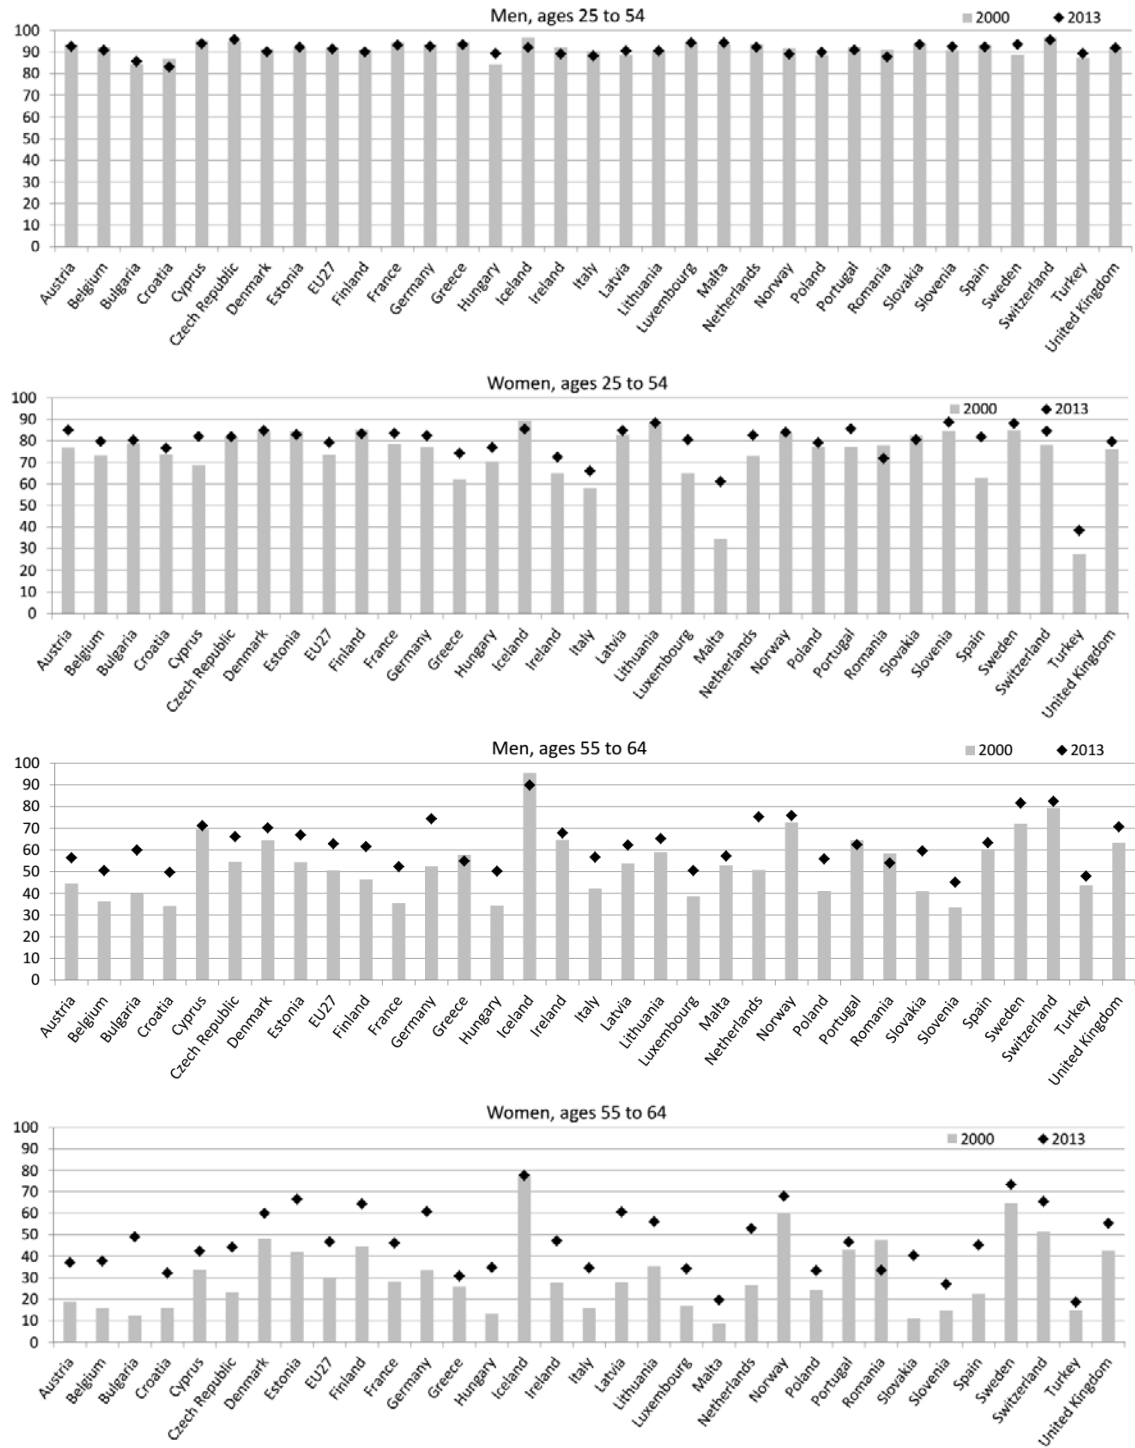 Men, ages 25 to 54
2000 2013
100
90
80
70
60
50
40
30
20
10
0
Austria
Belgium
Bulgaria
Croatia
Cyprus
Czech Republic
Denmark
Estonia
EU27
Finland
France
Germany
Greece
Hungary
Iceland
Ireland
Italy
Latvia
Lithuania
Luxembourg
Malta
Netherlands
Norway
Poland
Portugal
Romania
Slovakia
Slovenia
Spain
Sweden
Switzerland
Turkey
United Kingdom
Women, ages 25 to 54
2000 2013
100
90
80
70
60
50
40
30
20
10
0
Austria
Belgium
Bulgaria
Croatia
Cyprus
Czech Republic
Denmark
Estonia
EU27
Finland
France
Germany
Greece
Hungary
Iceland
Ireland
Italy
Latvia
Lithuania
Luxembourg
Malta
Netherlands
Norway
Poland
Portugal
Romania
Slovakia
Slovenia
Spain
Sweden
Switzerland
Turkey
United Kingdom
Men, ages 55 to 64
2000 2013
100
90
80
70
60
50
40
30
20
10
0
Austria
Belgium
Bulgaria
Croatia
Cyprus
Czech Republic
Denmark
Estonia
EU27
Finland
France
Germany
Greece
Hungary
Iceland
Ireland
Italy
Latvia
Lithuania
Luxembourg
Malta
Netherlands
Norway
Poland
Portugal
Romania
Slovakia
Slovenia
Spain
Sweden
Switzerland
Turkey
United Kingdom
Women, ages 55 to 64
2000 2013
100
90
80
70
60
50
40
30
20
10
0
Austria
Belgium
Bulgaria
Croatia
Cyprus
Czech Republic
Denmark
Estonia
EU27
Finland
France
Germany
Greece
Hungary
Iceland
Ireland
Italy
Latvia
Lithuania
Luxembourg
Malta
Netherlands
Norway
Poland
Portugal
Romania
Slovakia
Slovenia
Spain
Sweden
Switzerland
Turkey
United Kingdom